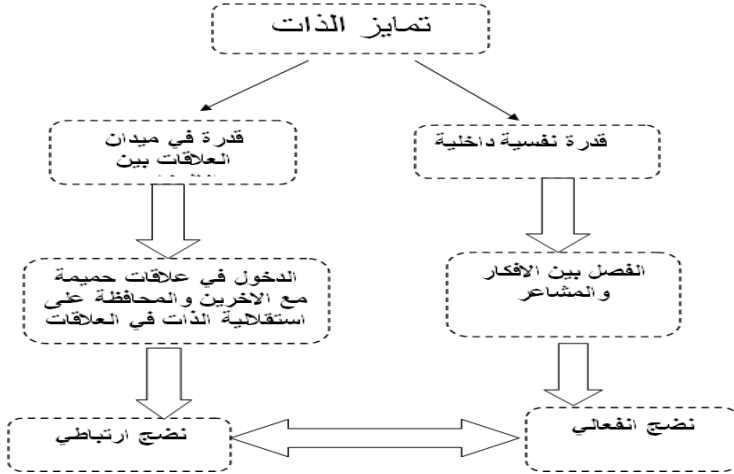 تمايز الذات
قدرة نفسية داخلية
قدرة في ميدان
العلاقات بين
الفصل بين الافكار
والمشاعر
الدخول في علاقات حميمة
مع الاخرين والمحافظة على
استقلالية الذات في العلاقات
نضج انفعالي
نضج ارتباطي